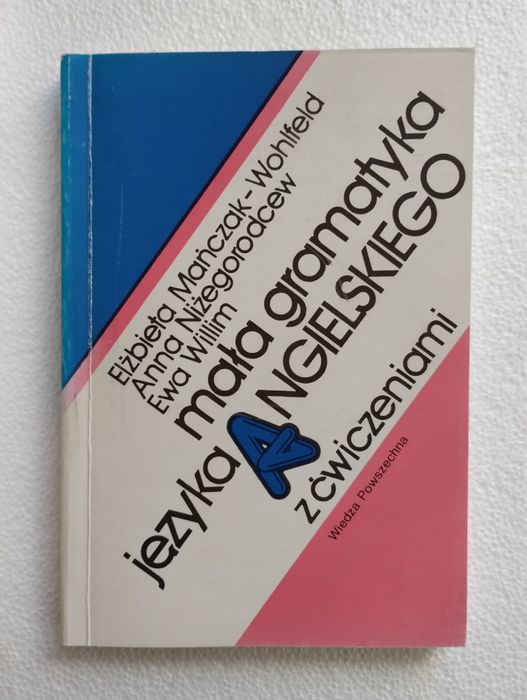 Elżbieta Mańczak-Wohlfeld
Anna Niżegorodcew
Ewa Willim
mała gramatyka
języka ANGIELSKIEGO
z ćwiczeniami
Wiedza Powszechna